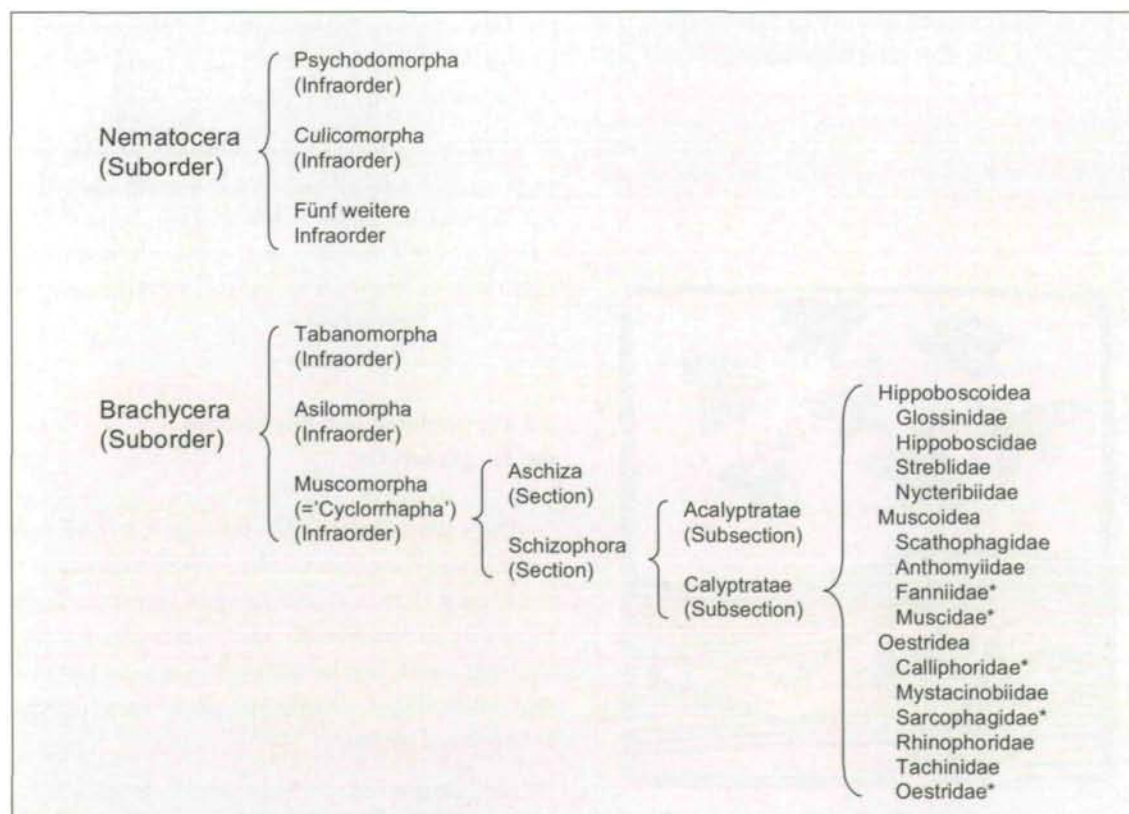 Nematocera
(Suborder)
Psychodomorpha
(Infraorder)
Culicomorpha
(Infraorder)
Fünf weitere
Infraorder
Brachycera
(Suborder)
Tabanomorpha
(Infraorder)
Asilomorpha
(Infraorder)
Muscomorpha
(='Cyclorrhapha')
(Infraorder)
Aschiza
(Section)
Schizophora
(Section)
Acalyptratae
(Subsection)
Calyptratae
(Subsection)
Hippoboscoidea
Glossinidae
Hippoboscidae
Streblidae
Nycteribiidae
Muscoidea
Scathophagidae
Anthomyiidae
Fanniidae*
Muscidae*
Oestridea
Calliphoridae*
Mystacinobiidae
Sarcophagidae*
Rhinophoridae
Tachinidae
Oestridae*